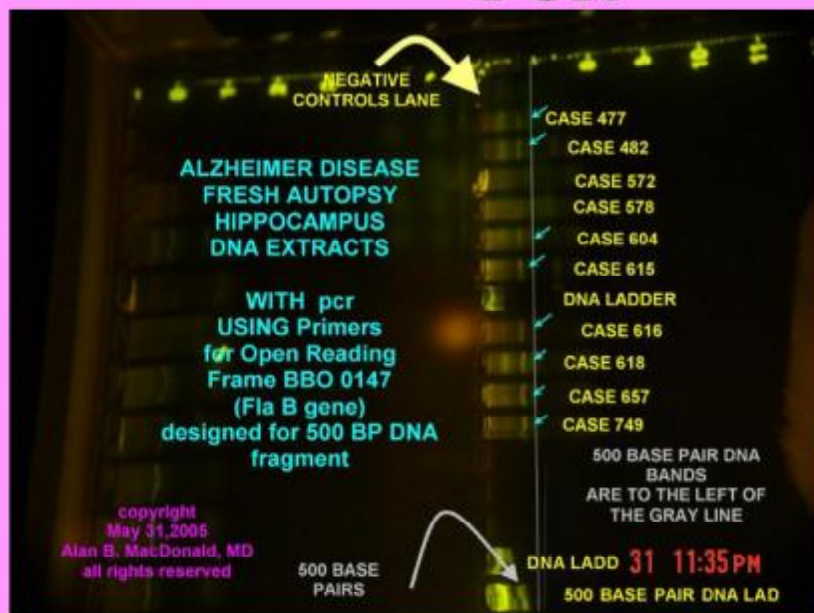 NEGATIVE
CONTROLS LANE
CASE 477
CASE 482
CASE 572
CASE 578
CASE 604
CASE 615
DNA LADDER
CASE 616
CASE 618
CASE 657
CASE 749
ALZHEIMER DISEASE
FRESH AUTOPSY
HIPPOCAMPUS
DNA EXTRACTS
WITH pcr
USING Primers
for Open Reading
Frame BBO 0147
(Fla B gene)
designed for 500 BP DNA
fragment
500 BASE PAIR DNA
BANDS
ARE TO THE LEFT OF
THE GRAY LINE
copyright
May 31,2005
Alan B. MacDonald, MD
all rights reserved
500 BASE
PAIRS
DNA LADD 31 11:35PM
500 BASE PAIR DNA LAD